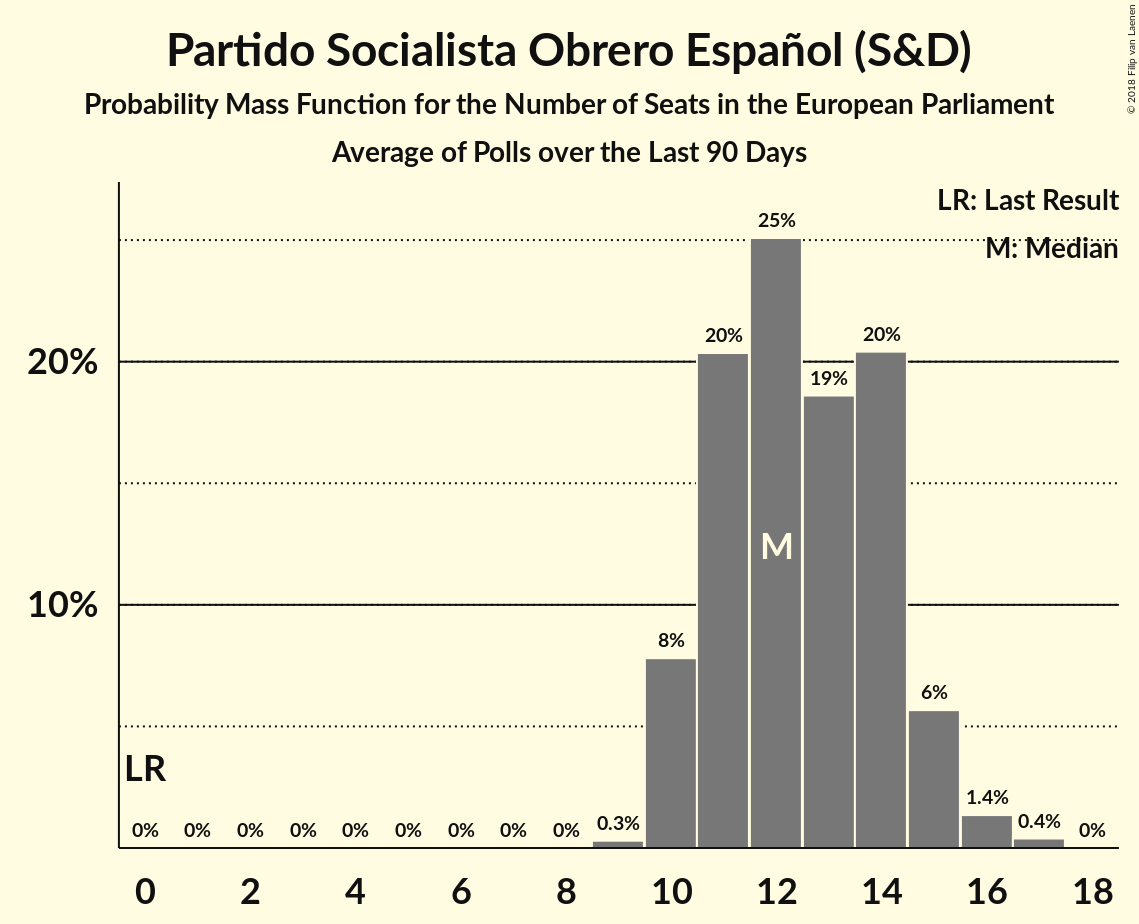 Partido Socialista Obrero Español (S&D)
Probability Mass Function for the Number of Seats in the European Parliament
Average of Polls over the Last 90 Days
© 2018 Filip van Laenen
LR: Last Result
M: Median
25%
20%
20%
20%
19%
M
10%
8%
6%
LR
1.4%
0% 0% 0% 0% 0% 0% 0% 0% 0% 0.3% 0.4% 0%
0 2 4 6 8 10 12 14 16 18